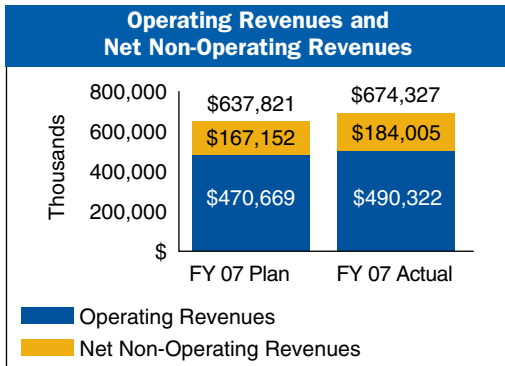 Operating Revenues and
Net Non-Operating Revenues
Thousands
800,000
600,000
400,000
200,000
$
$637,821
$167,152
$470,669
$674,327
$184,005
$490,322
FY 07 Plan
FY 07 Actual
Operating Revenues
Net Non-Operating Revenues